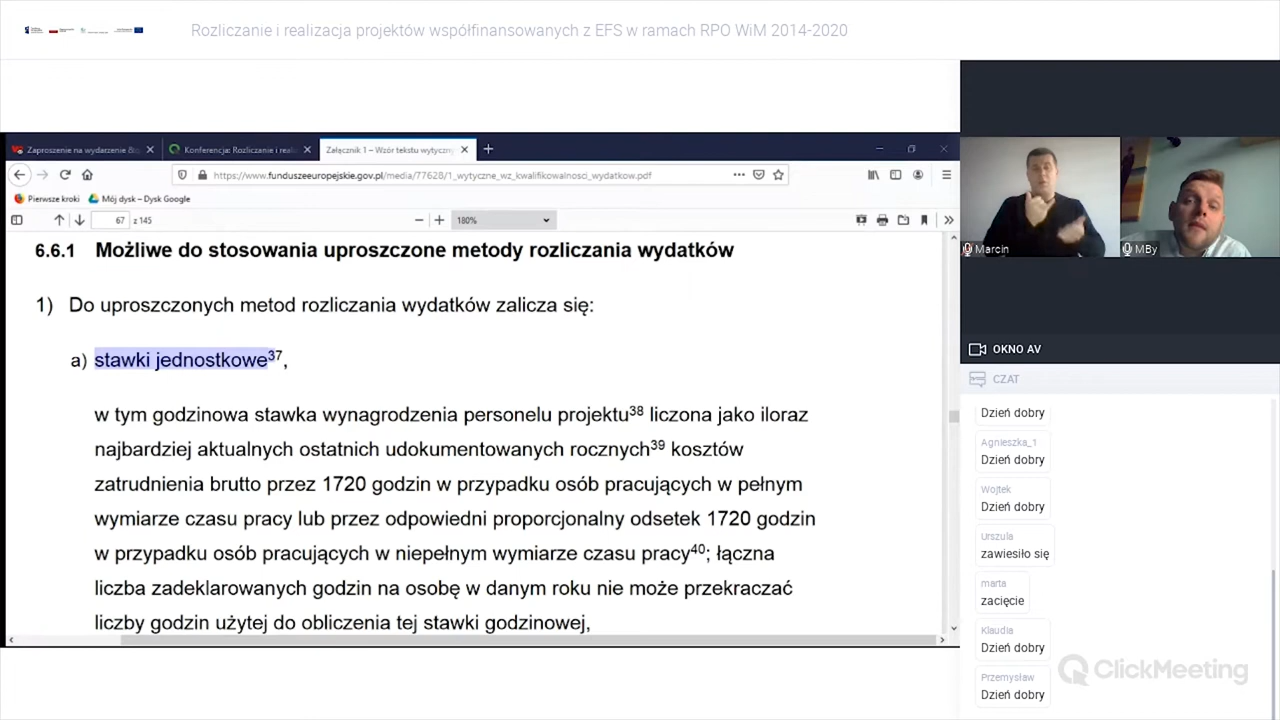 Rozliczanie i realizacja projektów współfinansowanych z EFS w ramach RPO WiM 2014-2020
Zaproszenie na wydarzenie
Konferencja: Rozliczanie i real
Załącznik 1 – Wzór tekstu wytyczn
https://www.funduszeeuropejskie.gov.pl/media/77628/1_wytyczne_wz_kwalifikowalnosci_wydatkow.pdf
Pierwsze kroki
Mój dysk – Dysk Google
67 z 145
180%
6.6.1 Możliwe do stosowania uproszczone metody rozliczania wydatków
1) Do uproszczonych metod rozliczania wydatków zalicza się:
a) stawki jednostkowe37,
w tym godzinowa stawka wynagrodzenia personelu projektu38 liczona jako iloraz
najbardziej aktualnych ostatnich udokumentowanych rocznych39 kosztów
zatrudnienia brutto przez 1720 godzin w przypadku osób pracujących w pełnym
wymiarze czasu pracy lub przez odpowiedni proporcjonalny odsetek 1720 godzin
w przypadku osób pracujących w niepełnym wymiarze czasu pracy40; łączna
liczba zadeklarowanych godzin na osobę w danym roku nie może przekraczać
liczby godzin użytej do obliczenia tej stawki godzinowej,
Marcin
MBy
OKNO AV
CZAT
Dzień dobry
Agnieszka_1
Dzień dobry
Wojtek
Dzień dobry
Urszula
zawiesiło się
marta
zacięcie
Klaudia
Dzień dobry
Przemysław
Dzień dobry
ClickMeeting